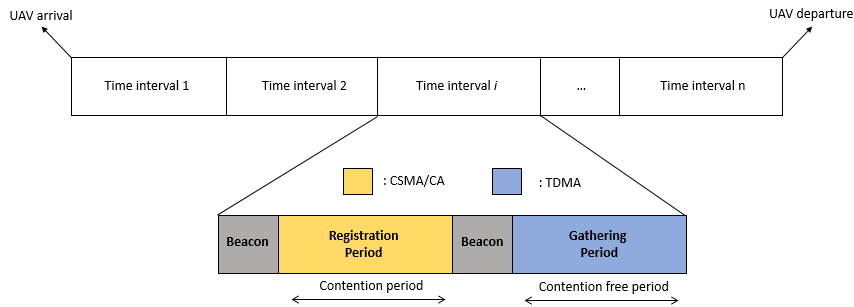 UAV arrival
UAV departure
Time interval 1
Time interval 2
Time interval i
...
Time interval n
: CSMA/CA
: TDMA
Beacon
Registration
Period
Beacon
Gathering
Period
Contention period
Contention free period